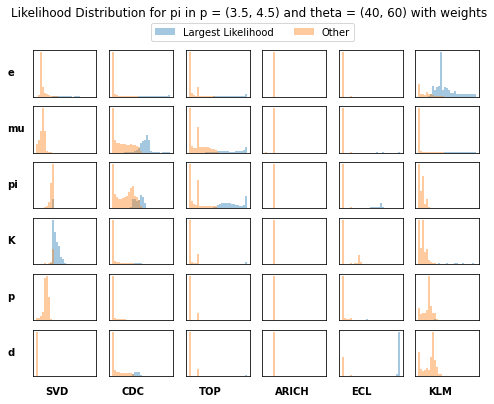 Likelihood Distribution for pi in p = (3.5, 4.5) and theta = (40, 60) with weights
Largest Likelihood Other
e
mu
pi
K
p
d
SVD CDC TOP ARICH ECL KLM